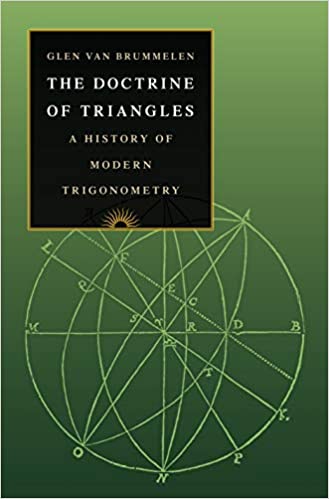 GLEN VAN BRUMMELEN
THE DOCTRINE
OF TRIANGLES
A HISTORY OF
MODERN
TRIGONOMETRY
A
L
F
E
C
M
S
R
D
B
T
K
O
N
P